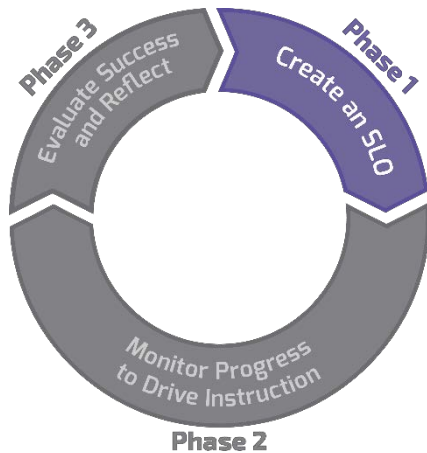 Phase 1
Create an SLO
Monitor Progress
to Drive Instruction
Phase 2
Phase 3
Evaluate Success
and Reflect